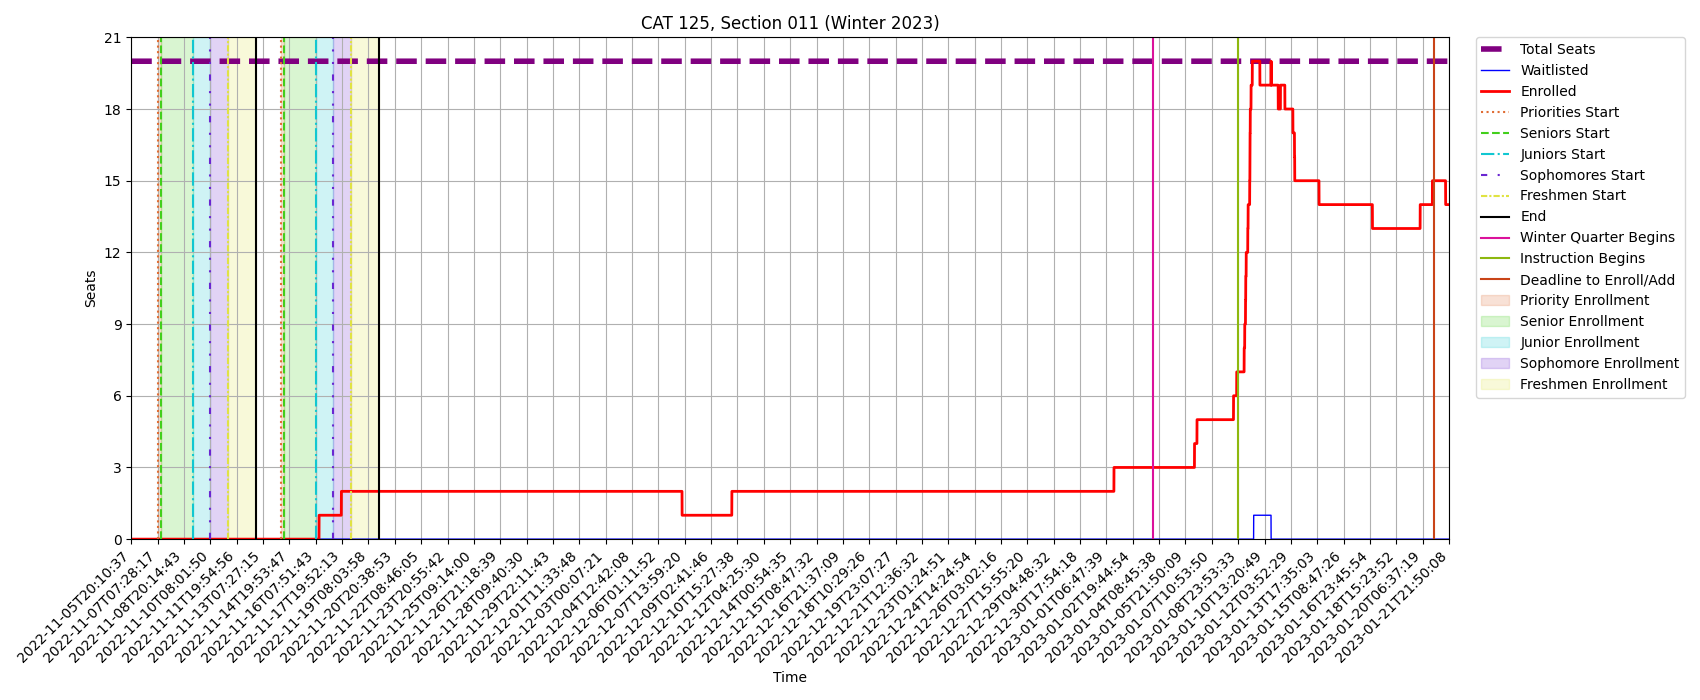 CAT 125, Section 011 (Winter 2023)
21
18
15
12
9
6
3
0
Seats
2022-11-05T20:10:37
2022-11-07T07:28:17
2022-11-08T20:14:43
2022-11-10T08:01:50
2022-11-11T19:54:56
2022-11-13T07:27:15
2022-11-14T19:53:47
2022-11-16T07:51:43
2022-11-17T19:52:13
2022-11-19T08:03:58
2022-11-20T20:38:53
2022-11-22T08:46:05
2022-11-23T20:55:42
2022-11-25T09:14:00
2022-11-26T21:18:39
2022-11-28T09:40:30
2022-11-29T22:11:43
2022-12-01T11:33:48
2022-12-03T00:07:21
2022-12-04T12:42:08
2022-12-06T01:11:52
2022-12-07T13:59:20
2022-12-09T02:41:46
2022-12-10T15:27:38
2022-12-12T04:25:30
2022-12-14T00:54:35
2022-12-15T08:47:32
2022-12-16T21:37:09
2022-12-18T10:29:26
2022-12-19T23:07:27
2022-12-21T12:36:32
2022-12-23T01:24:51
2022-12-24T14:24:54
2022-12-26T03:02:16
2022-12-27T15:55:20
2022-12-29T04:48:32
2022-12-30T17:54:18
2023-01-01T06:47:39
2023-01-02T19:44:54
2023-01-04T08:45:38
2023-01-05T21:50:09
2023-01-07T10:53:50
2023-01-08T23:53:33
2023-01-10T13:20:49
2023-01-12T03:52:29
2023-01-13T17:35:03
2023-01-15T08:47:26
2023-01-16T23:45:54
2023-01-18T15:23:52
2023-01-20T06:37:19
2023-01-21T21:50:08
Time
Total Seats
Waitlisted
Enrolled
Priorities Start
Seniors Start
Juniors Start
Sophomores Start
Freshmen Start
End
Winter Quarter Begins
Instruction Begins
Deadline to Enroll/Add
Priority Enrollment
Senior Enrollment
Junior Enrollment
Sophomore Enrollment
Freshmen Enrollment